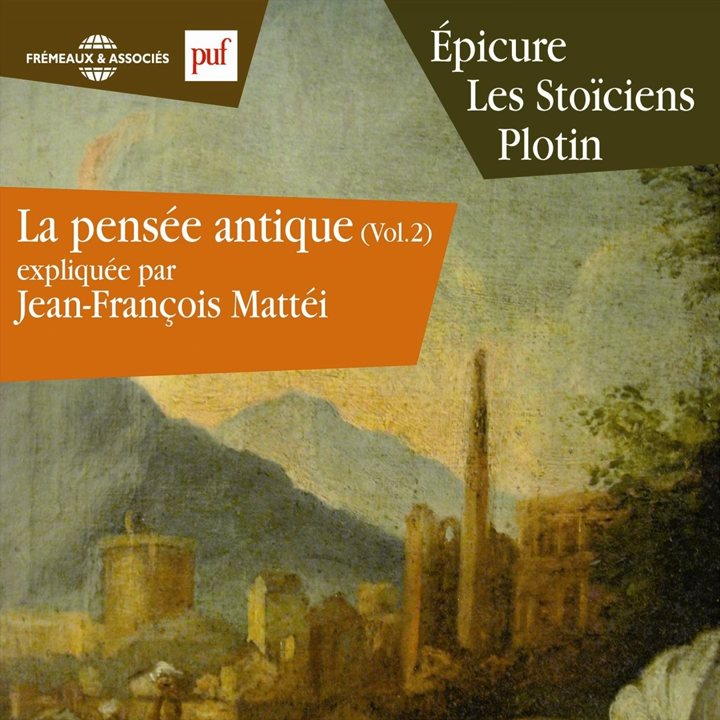 FRÉMEAUX & ASSOCIÉS
puf
Épicure
Les Stoïciens
Plotin
La pensée antique (Vol.2)
expliquée par
Jean-François Mattéi